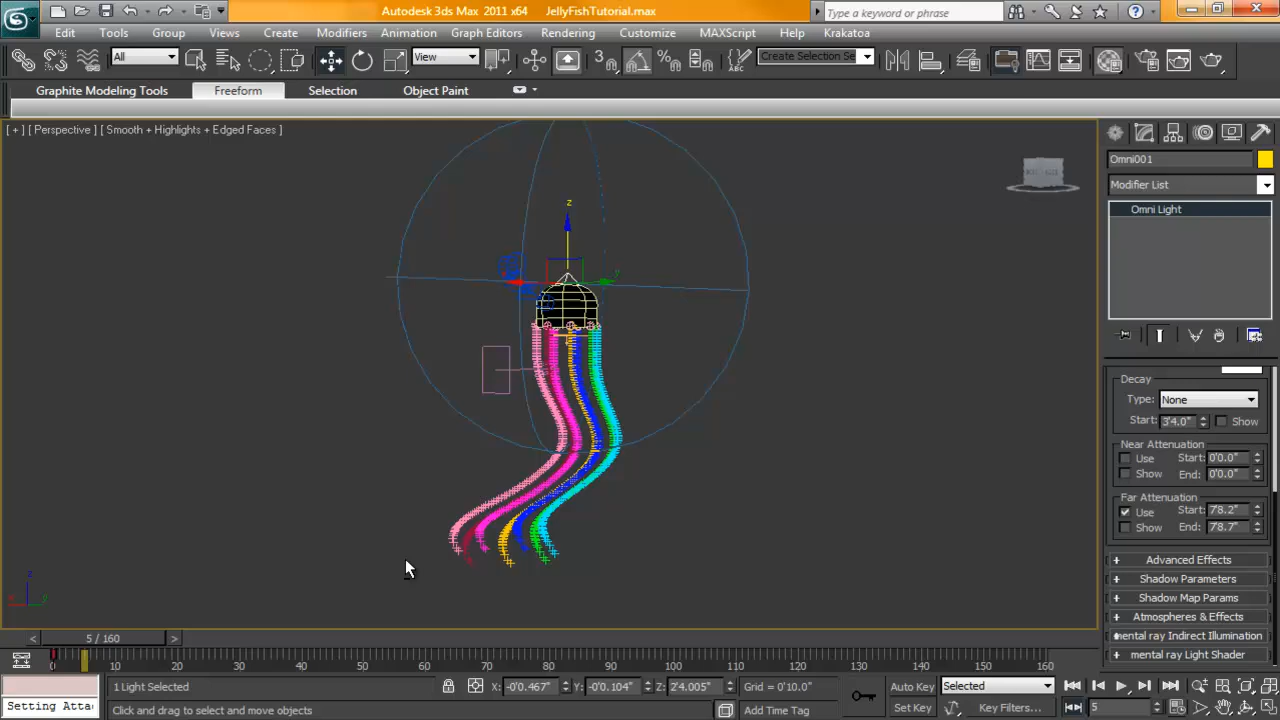 Autodesk 3ds Max 2011 x64 JellyFishTutorial.max
Type a keyword or phrase
Edit Tools Group Views Create Modifiers Animation Graph Editors Rendering Customize MAXScript Help Krakatoa
All View 3 Create Selection Se
Graphite Modeling Tools Freeform Selection Object Paint
[ + ] [ Perspective ] [ Smooth + Highlights + Edged Faces ]
Omni001
Modifier List
Omni Light
z
y
Decay
Type: None
Start: 3'4.0" Show
Near Attenuation
Use Start: 0'0.0"
Show End: 0'0.0"
Far Attenuation
Use Start: 78.2"
Show End: 78.7"
+ Advanced Effects
+ Shadow Parameters
+ Shadow Map Params
+ Atmospheres & Effects
mental ray Indirect Illumination
+ mental ray Light Shader
z
x y
< 5 / 160 >
0 10 20 30 40 50 60 70 80 90 100 110 120 130 140 150 160
1 Light Selected X: -0'0.467" Y: -0'0.104" Z: 2'4.005" Grid = 0'10.0" Auto Key Selected
Setting Atta Click and drag to select and move objects Add Time Tag Set Key Key Filters... 5